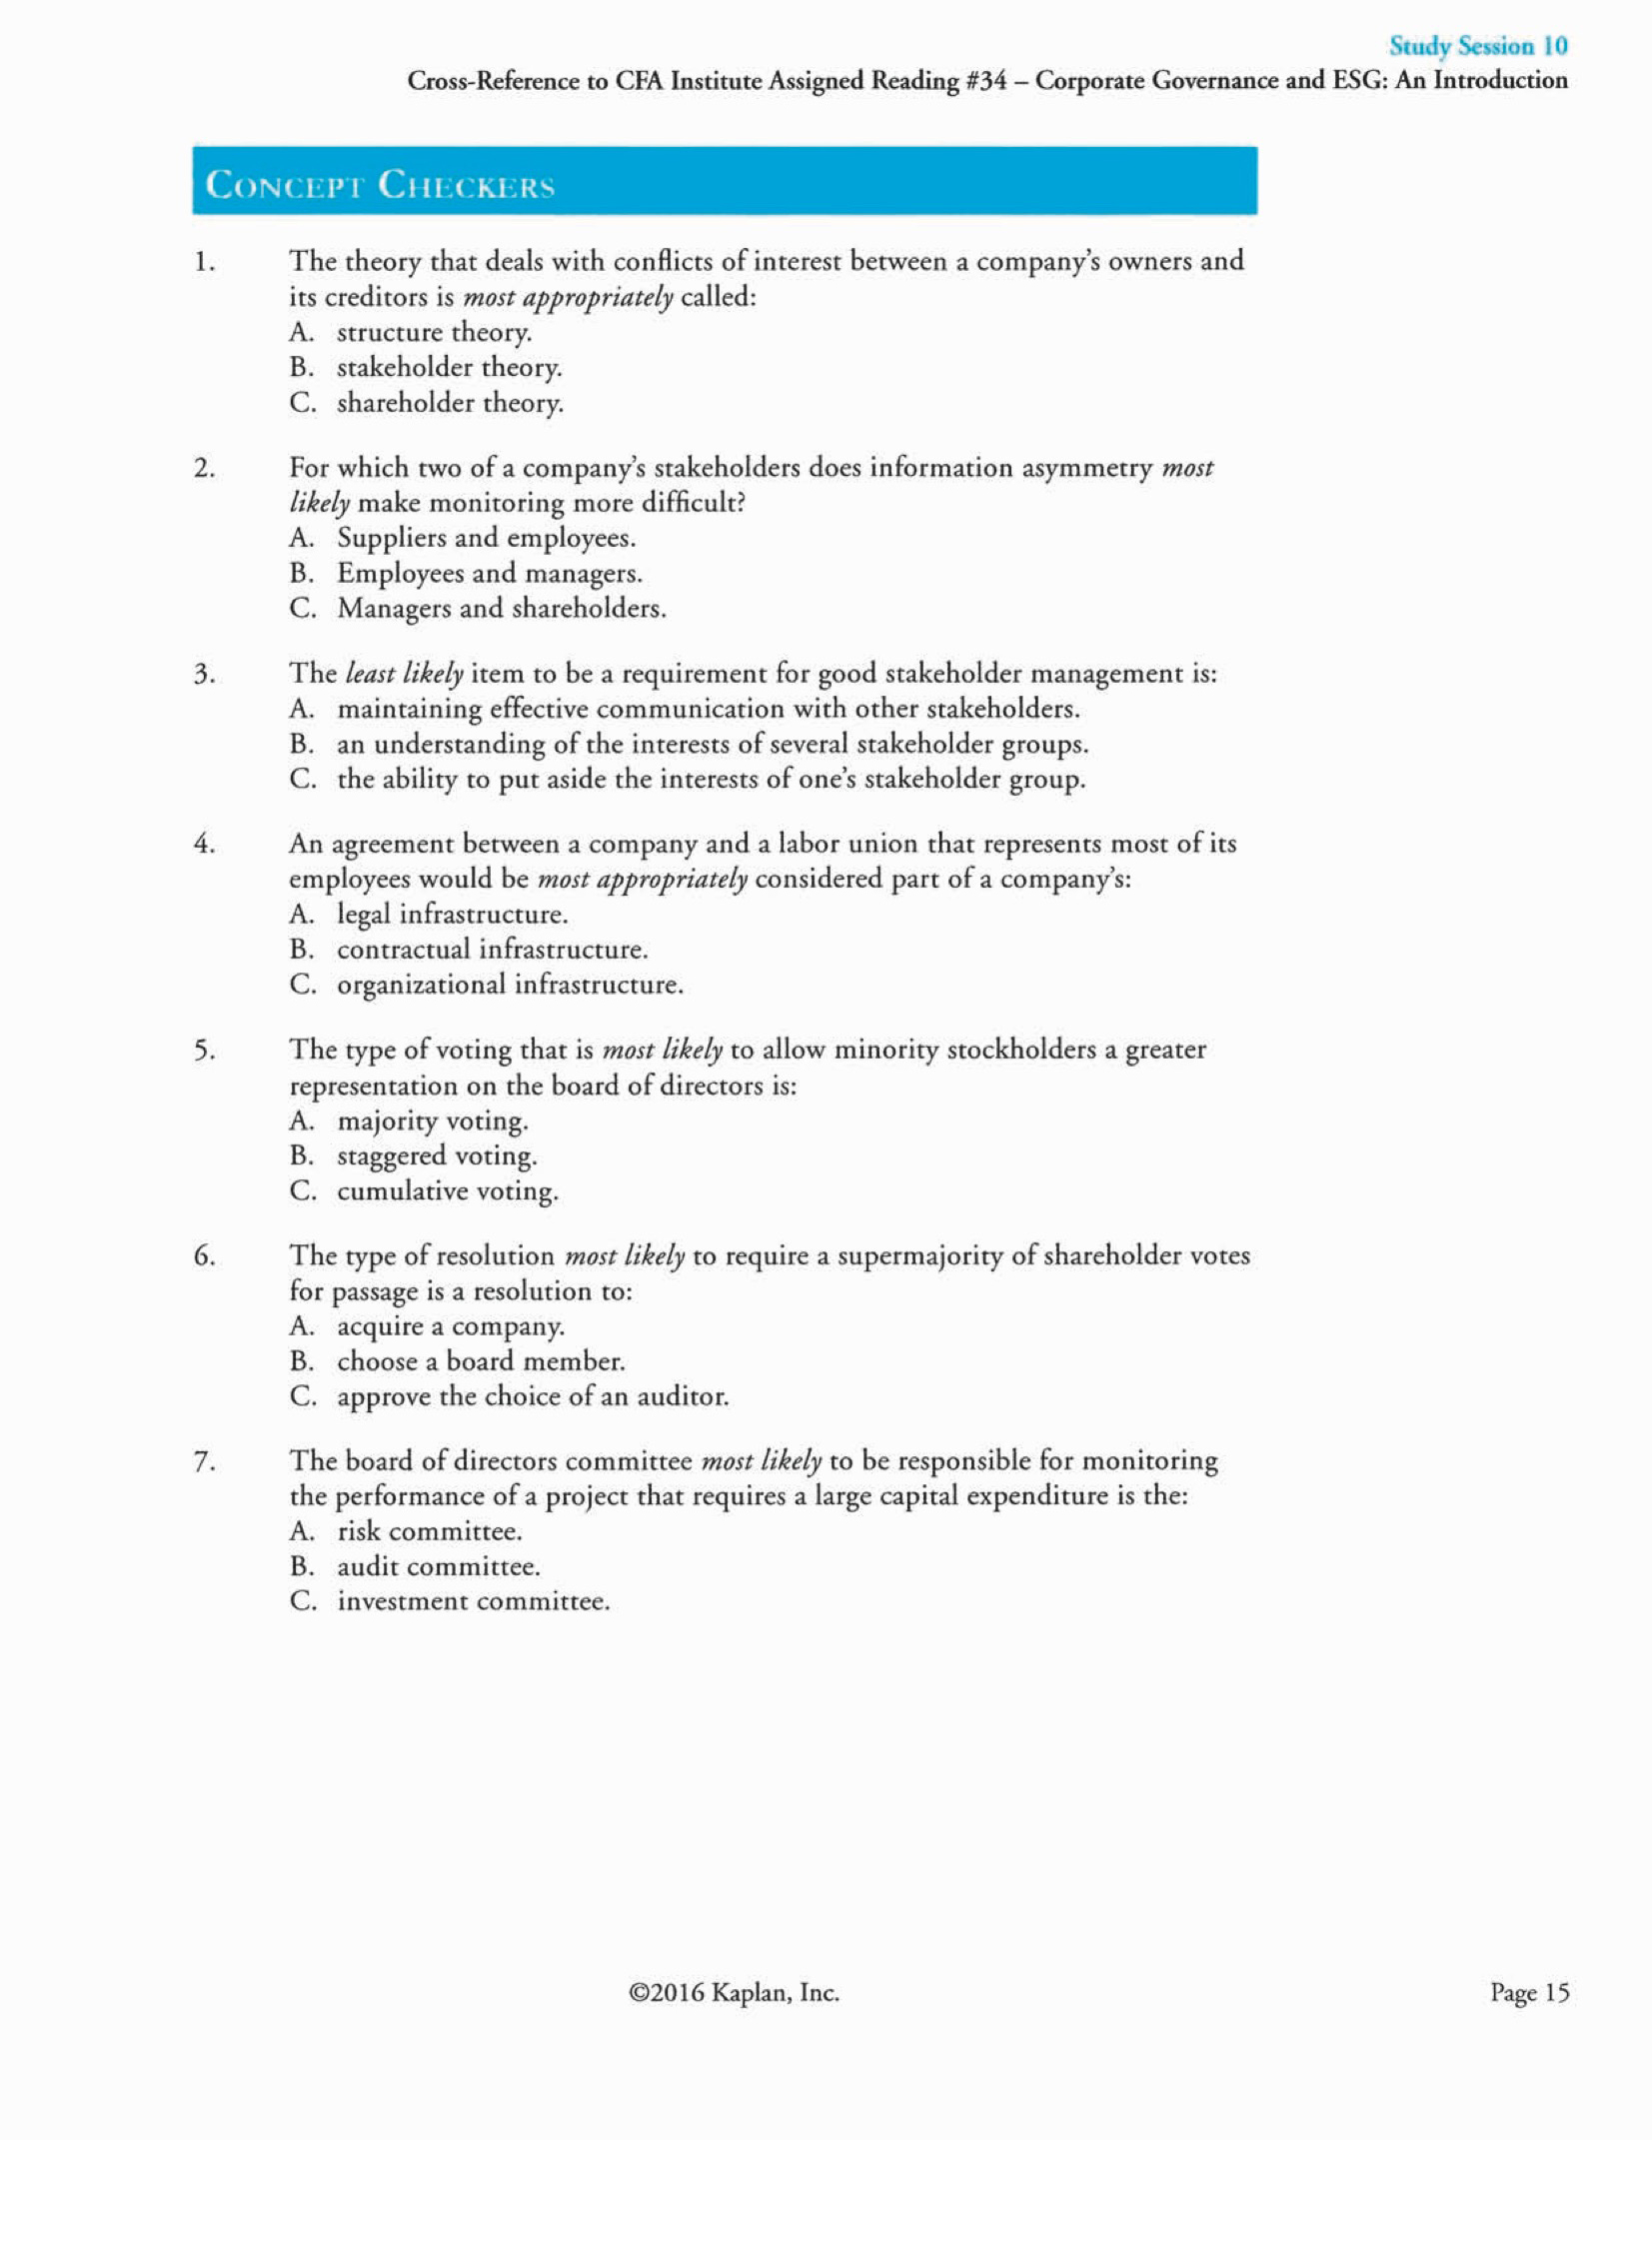 Study Session 10
Cross-Reference to CFA Institute Assigned Reading #34 – Corporate Governance and ESG: An Introduction
CONCEPT CHECKERS
1. The theory that deals with conflicts of interest between a company's owners and
its creditors is most appropriately called:
A. structure theory.
B. stakeholder theory.
C. shareholder theory.
2. For which two of a company's stakeholders does information asymmetry most
likely make monitoring more difficult?
A. Suppliers and employees.
B. Employees and managers.
C. Managers and shareholders.
3. The least likely item to be a requirement for good stakeholder management is:
A. maintaining effective communication with other stakeholders.
B. an understanding of the interests of several stakeholder groups.
C. the ability to put aside the interests of one's stakeholder group.
4. An agreement between a company and a labor union that represents most of its
employees would be most appropriately considered part of a company's:
A. legal infrastructure.
B. contractual infrastructure.
C. organizational infrastructure.
5. The type of voting that is most likely to allow minority stockholders a greater
representation on the board of directors is:
A. majority voting.
B. staggered voting.
C. cumulative voting.
6. The type of resolution most likely to require a supermajority of shareholder votes
for passage is a resolution to:
A. acquire a company.
B. choose a board member.
C. approve the choice of an auditor.
7. The board of directors committee most likely to be responsible for monitoring
the performance of a project that requires a large capital expenditure is the:
A. risk committee.
B. audit committee.
C. investment committee.
©2016 Kaplan, Inc.
Page 15